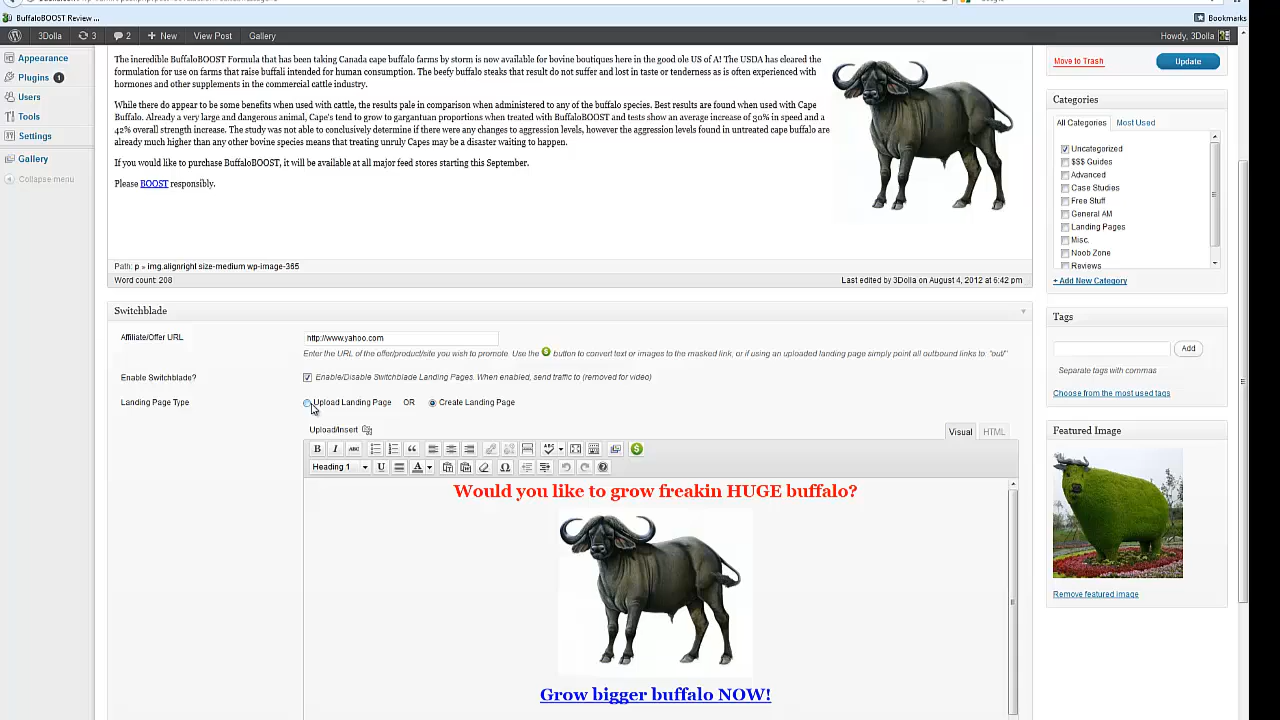 BuffaloBOOST Review ...
Bookmarks
3Dolla 3 2 + New View Post Gallery Howdy, 3Dolla
Appearance
Plugins 1
Users
Tools
Settings
Gallery
Collapse menu
The incredible BuffaloBOOST Formula that has been taking Canada cape buffalo farms by storm is now available for bovine boutiques here in the good ole US of A! The USDA has cleared the
formulation for use on farms that raise buffalo intended for human consumption. The beefy buffalo steaks that result do not suffer and lost in taste or tenderness as is often experienced with
hormones and other supplements in the commercial cattle industry.
While there do appear to be some benefits when used with cattle, the results pale in comparison when administered to any of the buffalo species. Best results are found when used with Cape
Buffalo. Already a very large and dangerous animal, Cape's tend to grow to gargantuan proportions when treated with BuffaloBOOST and tests show an average increase of 90% in speed and a
42% overall strength increase. The study was not able to conclusively determine if there were any changes to aggression levels, however the aggression levels found in untreated cape buffalo are
already much higher than any other bovine species means that treating unruly Capes may be a disaster waiting to happen.
If you would like to purchase BuffaloBOOST, it will be available at all major feed stores starting this September.
Please BOOST responsibly.
Path: p » img.alignright size-medium wp-image-365
Word count: 208 Last edited by 3Dolla on August 4, 2012 at 6:42 pm
Switchblade
Affiliate/Offer URL http://www.yahoo.com
Enter the URL of the offer/product/site you wish to promote. Use the $ button to convert text or images to the masked link, or if using an uploaded landing page simply point all outbound links to: "out/"
Enable Switchblade? Enable/Disable Switchblade Landing Pages. When enabled, send traffic to (removed for video)
Landing Page Type Upload Landing Page OR Create Landing Page
Upload/Insert Visual HTML
B I ABC “ ABC $
Heading 1 U A Ω ?
Would you like to grow freakin HUGE buffalo?
Grow bigger buffalo NOW!
Move to Trash Update
Categories
All Categories Most Used
Uncategorized
$$$ Guides
Advanced
Case Studies
Free Stuff
General AM
Landing Pages
Misc.
Noob Zone
Reviews
+ Add New Category
Tags
Add
Separate tags with commas
Choose from the most used tags
Featured Image
Remove featured image